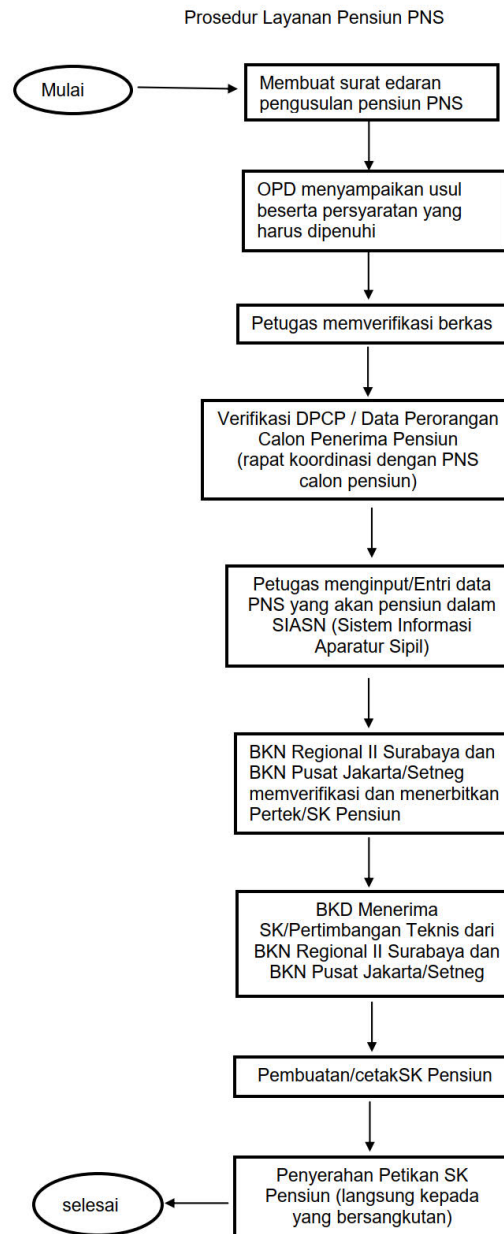 Prosedur Layanan Pensiun PNS
Mulai
Membuat surat edaran
pengusulan pensiun PNS
OPD menyampaikan usul
beserta persyaratan yang
harus dipenuhi
Petugas memverifikasi berkas
Verifikasi DPCP / Data Perorangan
Calon Penerima Pensiun
(rapat koordinasi dengan PNS
calon pensiun)
Petugas menginput/Entri data
PNS yang akan pensiun dalam
SIASN (Sistem Informasi
Aparatur Sipil)
BKN Regional II Surabaya dan
BKN Pusat Jakarta/Setneg
memverifikasi dan menerbitkan
Pertek/SK Pensiun
BKD Menerima
SK/Pertimbangan Teknis dari
BKN Regional II Surabaya dan
BKN Pusat Jakarta/Setneg
Pembuatan/cetakSK Pensiun
Penyerahan Petikan SK
Pensiun (langsung kepada
yang bersangkutan)
selesai